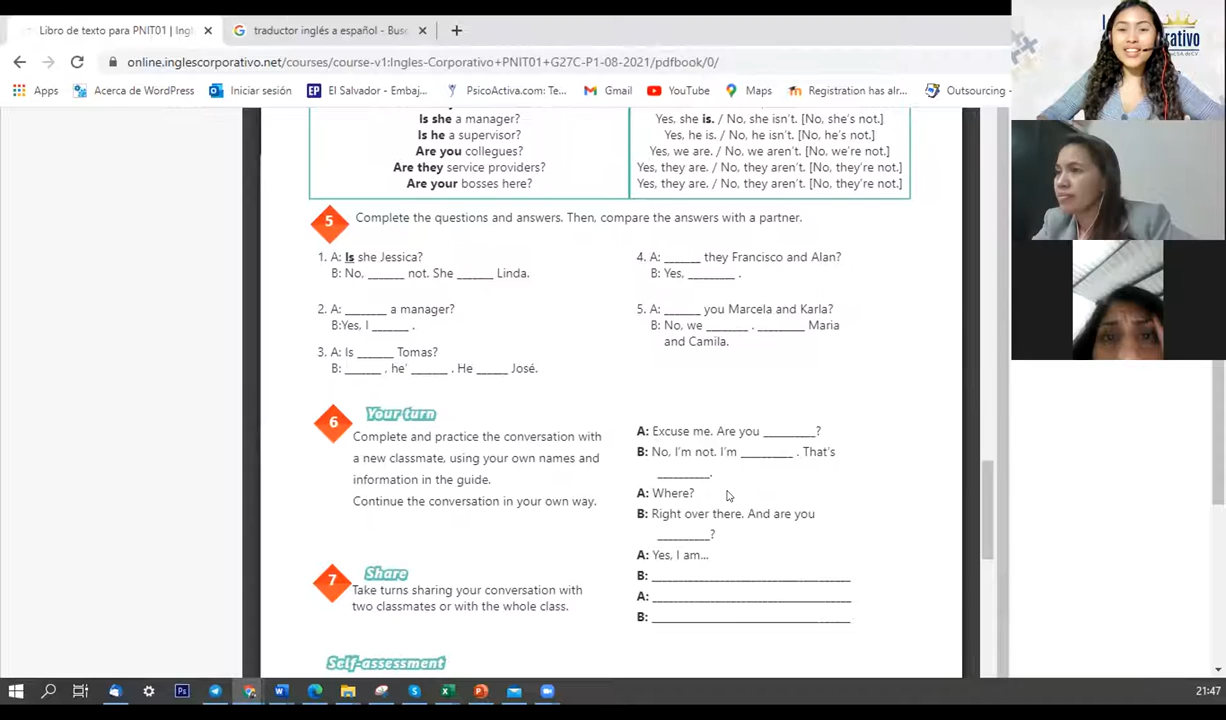 Libro de texto para PNIT01 | Ingl
traductor inglés a español - Busc
online.inglescorporativo.net/courses/course-v1:Ingles-Corporativo+PNIT01+G27C-P1-08-2021/pdfbook/0/
Apps
Acerca de WordPress
Iniciar sesión
EP
El Salvador - Embaj...
PsicoActiva.com: Te...
Gmail
YouTube
Maps
Registration has alr...
Outsourcing -
Is she a manager?
Yes, she is. / No, she isn't. [No, she's not.]
Is he a supervisor?
Yes, he is. / No, he isn't. [No, he's not.]
Are you collegues?
Yes, we are. / No, we aren't. [No, we're not.]
Are they service providers?
Yes, they are. / No, they aren't. [No, they're not.]
Are your bosses here?
Yes, they are. / No, they aren't. [No, they're not.]
5
Complete the questions and answers. Then, compare the answers with a partner.
1. A: Is she Jessica?
B: No, ______ not. She ______ Linda.
2. A: _______ a manager?
B:Yes, I ______ .
3. A: Is ______ Tomas?
B: ______ , he' ______ . He _____ José.
4. A: ______ they Francisco and Alan?
B: Yes, ________ .
5. A: ______ you Marcela and Karla?
B: No, we _______ . ________ Maria
and Camila.
6
Your turn
Complete and practice the conversation with
a new classmate, using your own names and
information in the guide.
Continue the conversation in your own way.
A: Excuse me. Are you _________?
B: No, I'm not. I'm _________ . That's
_________.
A: Where?
B: Right over there. And are you
_________?
A: Yes, I am...
B: ___________________________________
A: ___________________________________
B: ___________________________________
7
Share
Take turns sharing your conversation with
two classmates or with the whole class.
Self-assessment
21:47